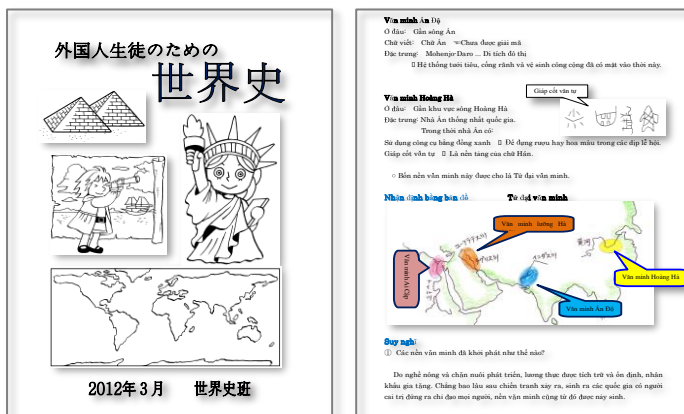 外国人生徒のための
世界史
2012年３月 世界史班
Văn minh Ấn Độ
Ở đâu: Gần sông Ấn
Chữ viết: Chữ Ấn ☜Chưa được giải mã
Đặc trưng: Mohenjo-Daro ... Di tích đô thị
Hệ thống tưới tiêu, cống rãnh và vệ sinh công cộng đã có mặt vào thời này.
Giáp cốt văn tự
Văn minh Hoàng Hà
Ở đâu: Gần khu vực sông Hoàng Hà
Đặc trưng: Nhà Ân thống nhất quốc gia.
Trong thời nhà Ân có:
Sử dụng công cụ bằng đồng xanh Để đựng rượu hay hoa màu trong các dịp lễ hội.
Giáp cốt văn tự Là nền tảng của chữ Hán.
○ Bốn nền văn minh này được cho là Tứ đại văn minh.
Nhận định bằng bản đồ Tứ đại văn minh
Văn minh lưỡng Hà
Văn minh Ai Cập
黄河
Văn minh Hoàng Hà
Văn minh Ấn Độ
Suy nghĩ
① Các nền văn minh đã khởi phát như thế nào?
Do nghề nông và chăn nuôi phát triển, lương thực được tích trữ và ổn định, nhân
khẩu gia tăng. Chẳng bao lâu sau chiến tranh xảy ra, sinh ra các quốc gia có người
cai trị đứng ra chỉ đạo mọi người, nền văn minh cũng từ đó được nảy sinh.